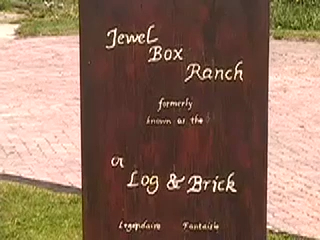 Jewel
Box
Ranch
formerly
known as the
or
Log & Brick
Legendaire Fantaisie